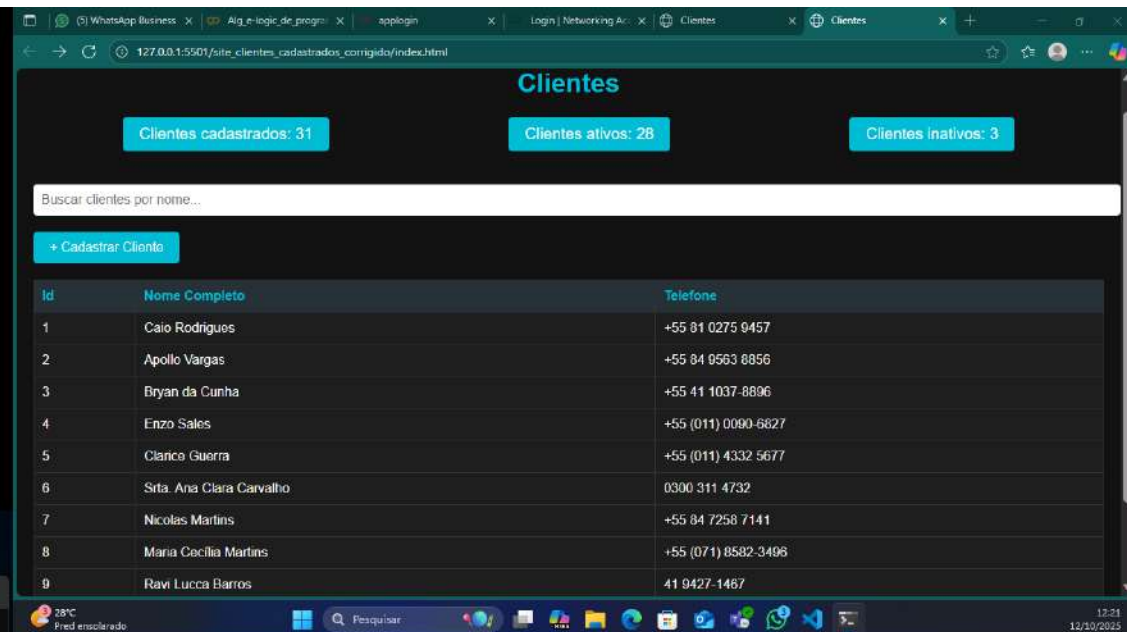 (5) WhatsApp Business
Alg_e-logic_de_progra
applogin
Login | Networking Ac
Clientes
Clientes
127.0.0.1:5501/site_clientes_cadastrados_corrigido/index.html
Clientes
Clientes cadastrados: 31
Clientes ativos: 28
Clientes inativos: 3
Buscar clientes por nome...
+ Cadastrar Cliente
Id Nome Completo Telefone
1 Caio Rodrigues +55 81 0275 9457
2 Apollo Vargas +55 84 9563 8856
3 Bryan da Cunha +55 41 1037-8896
4 Enzo Sales +55 (011) 0090-6827
5 Clarice Guerra +55 (011) 4332 5677
6 Srta. Ana Clara Carvalho 0300 311 4732
7 Nicolas Martins +55 84 7258 7141
8 Maria Cecília Martins +55 (071) 8582-3496
9 Ravi Lucca Barros 41 9427-1467
3
28°C
Pred ensolarado
Pesquisar
12:21
12/10/2025